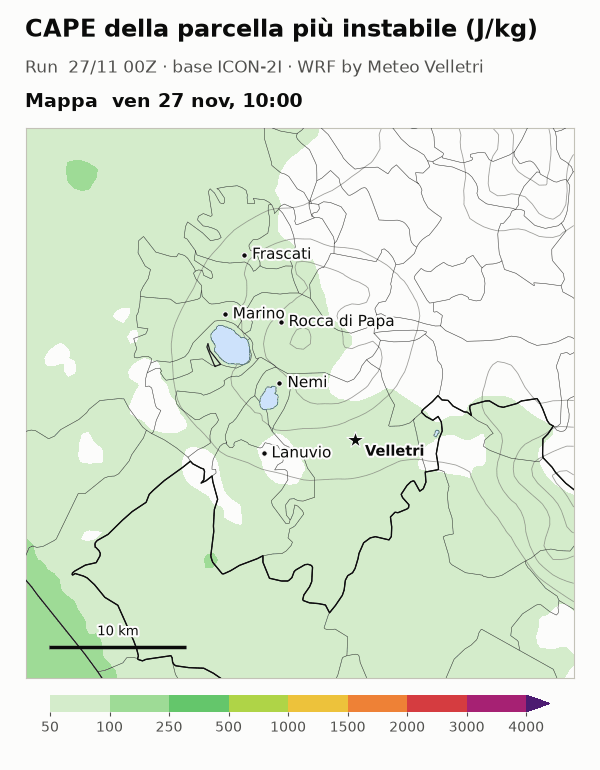 CAPE della parcella più instabile (J/kg)
Run 27/11 00Z · base ICON-2I · WRF by Meteo Velletri
Mappa ven 27 nov, 10:00
Frascati
Marino
Rocca di Papa
Nemi
Velletri
Lanuvio
10 km
50 100 250 500 1000 1500 2000 3000 4000